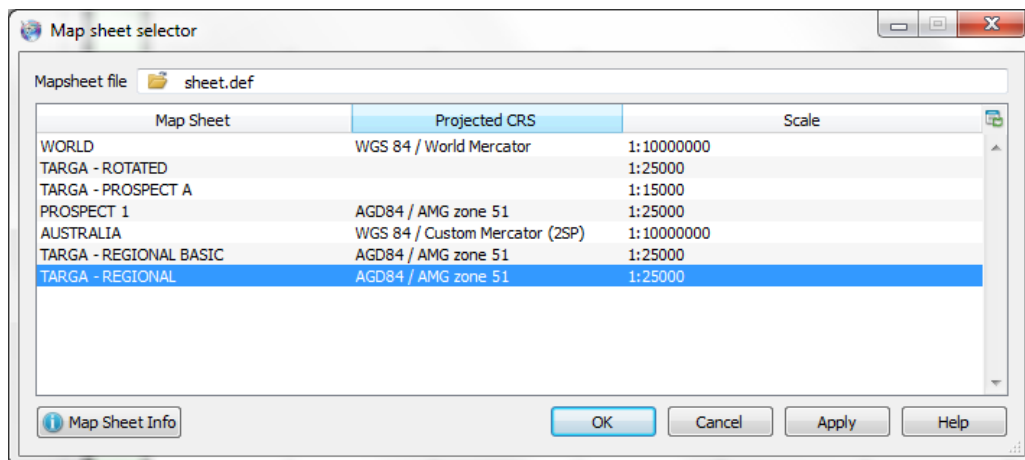 Map sheet selector
Mapsheet file sheet.def
Map Sheet Projected CRS Scale
WORLD WGS 84 / World Mercator 1:10000000
TARGA - ROTATED 1:25000
TARGA - PROSPECT A 1:15000
PROSPECT 1 AGD84 / AMG zone 51 1:25000
AUSTRALIA WGS 84 / Custom Mercator (2SP) 1:10000000
TARGA - REGIONAL BASIC AGD84 / AMG zone 51 1:25000
TARGA - REGIONAL AGD84 / AMG zone 51 1:25000
Map Sheet Info OK Cancel Apply Help